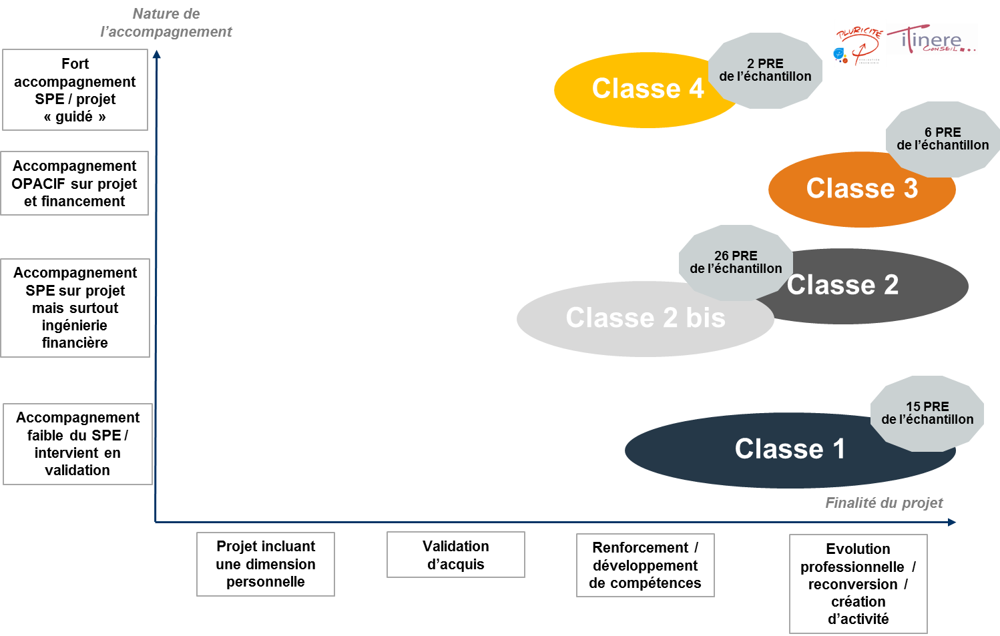 Nature de
l’accompagnement
Fort
accompagnement
SPE / projet
« guidé »
Accompagnement
OPACIF sur projet
et financement
Accompagnement
SPE sur projet
mais surtout
ingénierie
financière
Accompagnement
faible du SPE /
intervient en
validation
Classe 4
2 PRE
de l’échantillon
PLURICITÉ
iTinere
CONSEIL
6 PRE
de l’échantillon
Classe 3
26 PRE
de l’échantillon
Classe 2
Classe 2 bis
15 PRE
de l’échantillon
Classe 1
Finalité du projet
Projet incluant
une dimension
personnelle
Validation
d’acquis
Renforcement /
développement
de compétences
Evolution
professionnelle /
reconversion /
création
d’activité